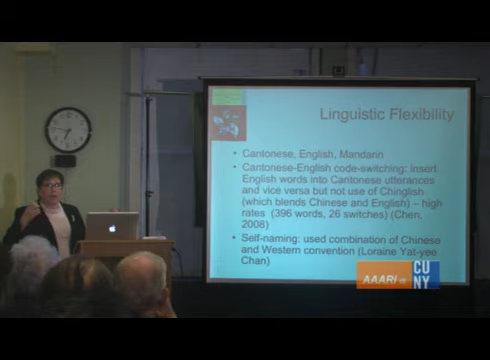 Linguistic Flexibility
• Cantonese, English, Mandarin
• Cantonese-English code-switching: insert
English words into Cantonese utterances
and vice versa but not use of Chinglish
(which blends Chinese and English) – high
rates (396 words, 26 switches) (Chen,
2008)
• Self-naming: used combination of Chinese
and Western convention (Loraine Yat-yee
Chan)
AAARI
CU
NY